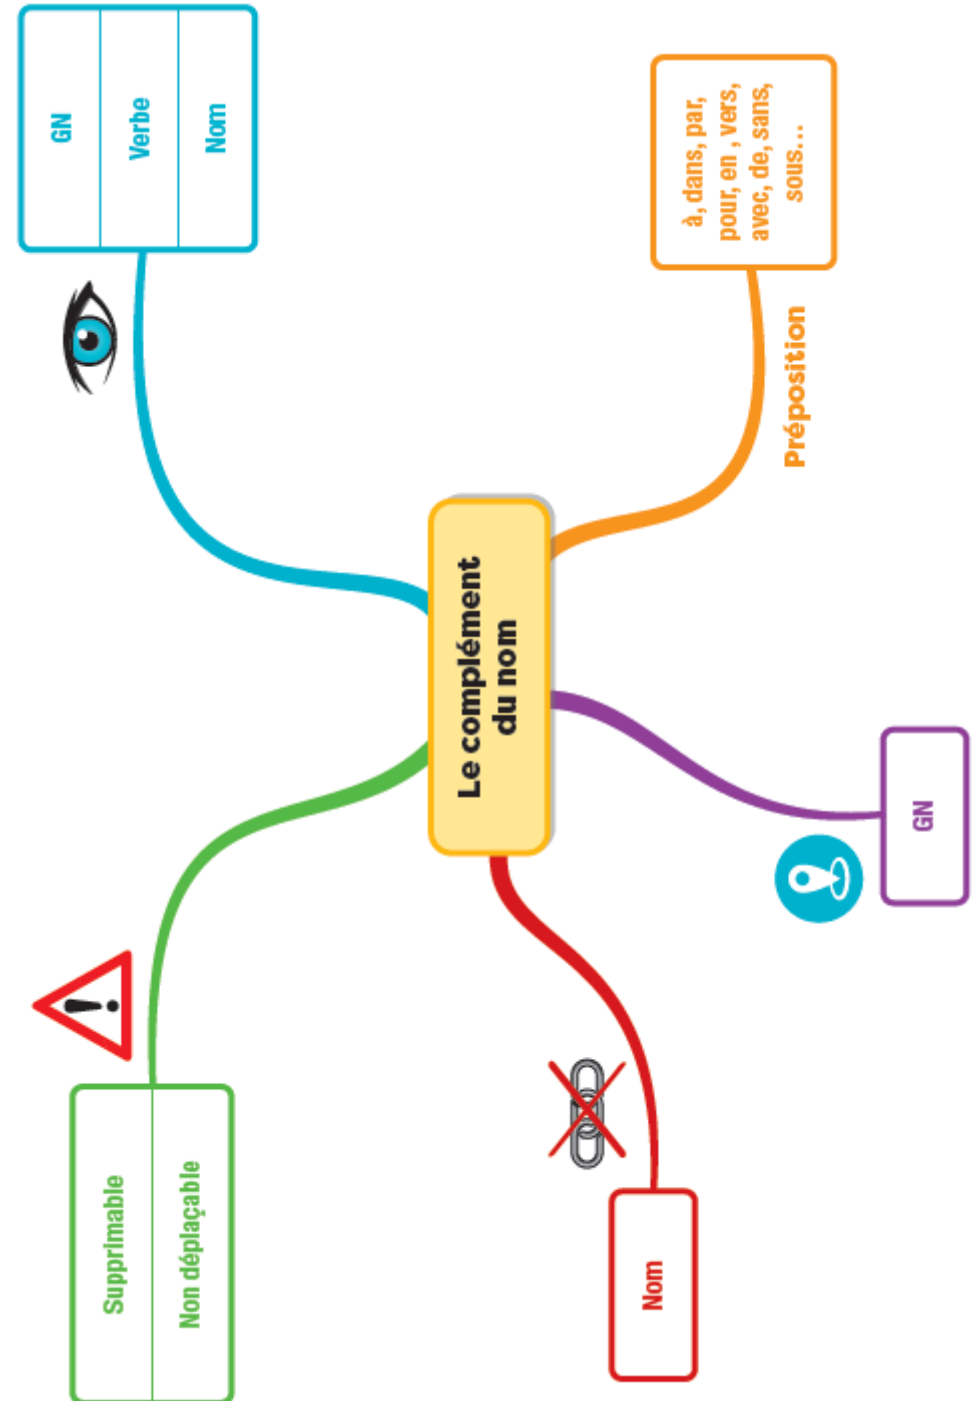 Le complément
du nom
GN
Verbe
Nom
Préposition
à, dans, par,
pour, en , vers,
avec, de, sans,
sous...
GN
Nom
Supprimable
Non déplaçable